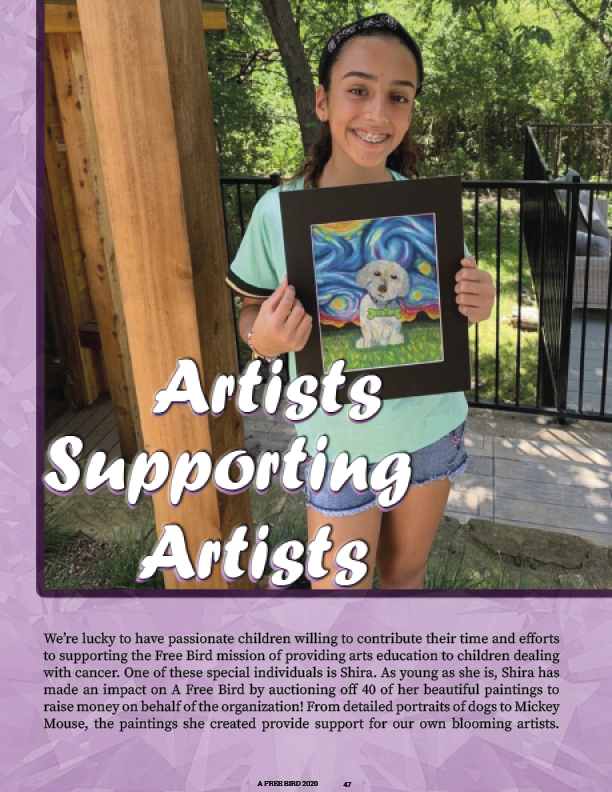 Artists
Supporting
Artists
We're lucky to have passionate children willing to contribute their time and efforts
to supporting the Free Bird mission of providing arts education to children dealing
with cancer. One of these special individuals is Shira. As young as she is, Shira has
made an impact on A Free Bird by auctioning off 40 of her beautiful paintings to
raise money on behalf of the organization! From detailed portraits of dogs to Mickey
Mouse, the paintings she created provide support for our own blooming artists.
A FREE BIRD 2020 47